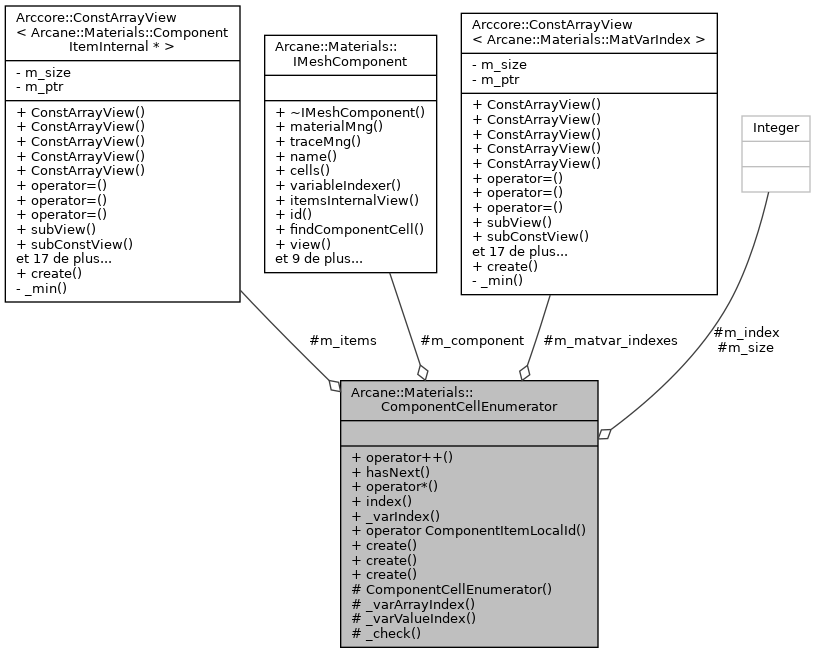 Arccore::ConstArrayView
< Arcane::Materials::Component
ItemInternal * >
- m_size
- m_ptr
+ ConstArrayView()
+ ConstArrayView()
+ ConstArrayView()
+ ConstArrayView()
+ ConstArrayView()
+ operator=()
+ operator=()
+ operator=()
+ subView()
+ subConstView()
et 17 de plus...
+ create()
- _min()
Arcane::Materials::
IMeshComponent
+ ~IMeshComponent()
+ materialMng()
+ traceMng()
+ name()
+ cells()
+ variableIndexer()
+ itemsInternalView()
+ id()
+ findComponentCell()
+ view()
et 9 de plus...
Arccore::ConstArrayView
< Arcane::Materials::MatVarIndex >
- m_size
- m_ptr
+ ConstArrayView()
+ ConstArrayView()
+ ConstArrayView()
+ ConstArrayView()
+ ConstArrayView()
+ operator=()
+ operator=()
+ operator=()
+ subView()
+ subConstView()
et 17 de plus...
+ create()
- _min()
Integer
#m_items
#m_component
#m_matvar_indexes
#m_index
#m_size
Arcane::Materials::
ComponentCellEnumerator
+ operator++()
+ hasNext()
+ operator*()
+ index()
+ _varIndex()
+ operator ComponentItemLocalId()
+ create()
+ create()
+ create()
# ComponentCellEnumerator()
# _varArrayIndex()
# _varValueIndex()
# _check()